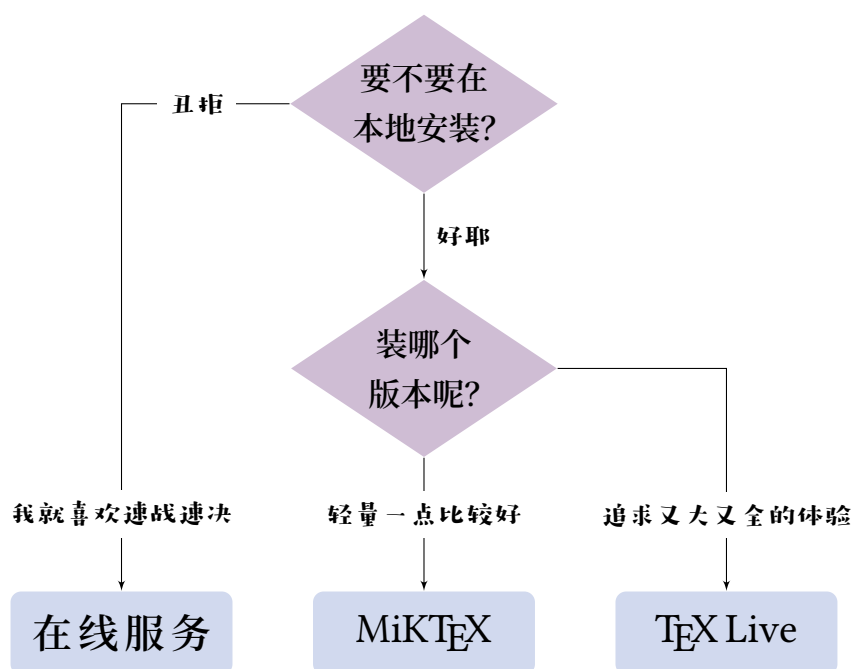 要不要在
本地安装?
丑拒
好耶
装哪个
版本呢?
我就喜欢速战速决
轻量一点比较好
追求又大又全的体验
在线服务
MiKTEX
TEX Live